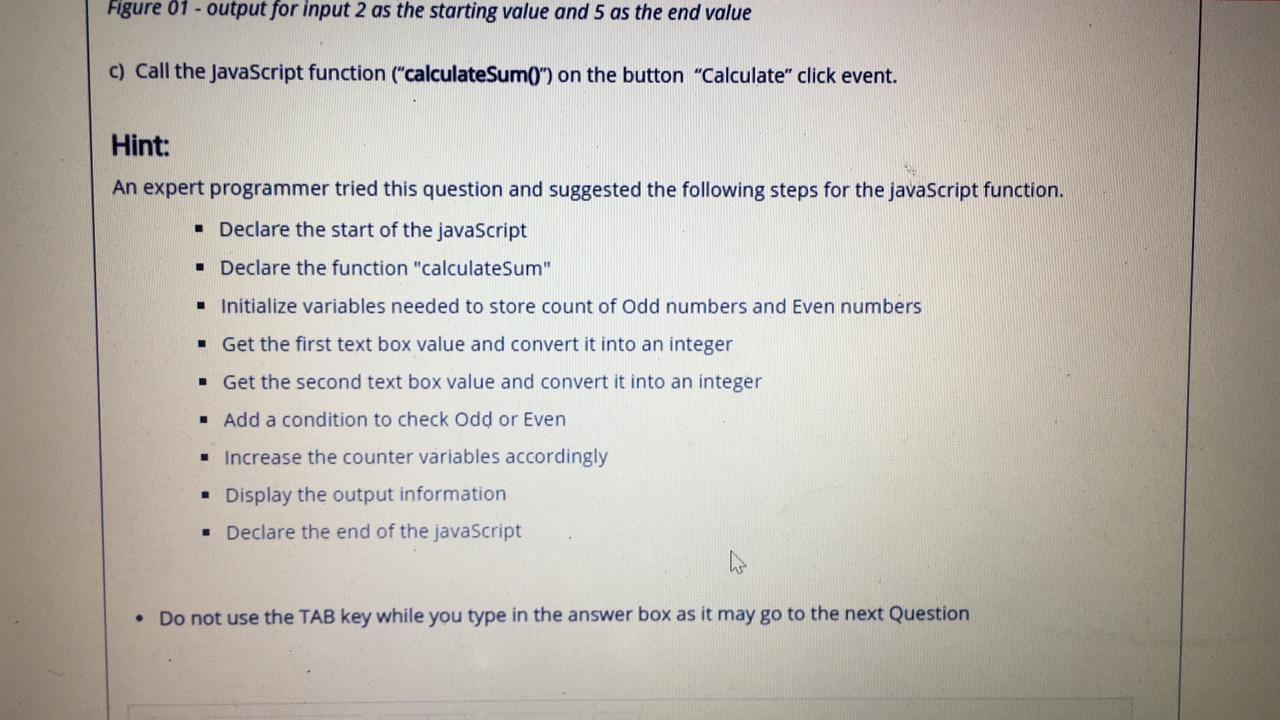 Figure 01 - output for input 2 as the starting value and 5 as the end value
c) Call the JavaScript function (“calculateSum()”) on the button “Calculate” click event.
Hint:
An expert programmer tried this question and suggested the following steps for the javaScript function.
▪ Declare the start of the javaScript
▪ Declare the function "calculateSum"
▪ Initialize variables needed to store count of Odd numbers and Even numbers
▪ Get the first text box value and convert it into an integer
▪ Get the second text box value and convert it into an integer
▪ Add a condition to check Odd or Even
▪ Increase the counter variables accordingly
▪ Display the output information
▪ Declare the end of the javaScript
• Do not use the TAB key while you type in the answer box as it may go to the next Question